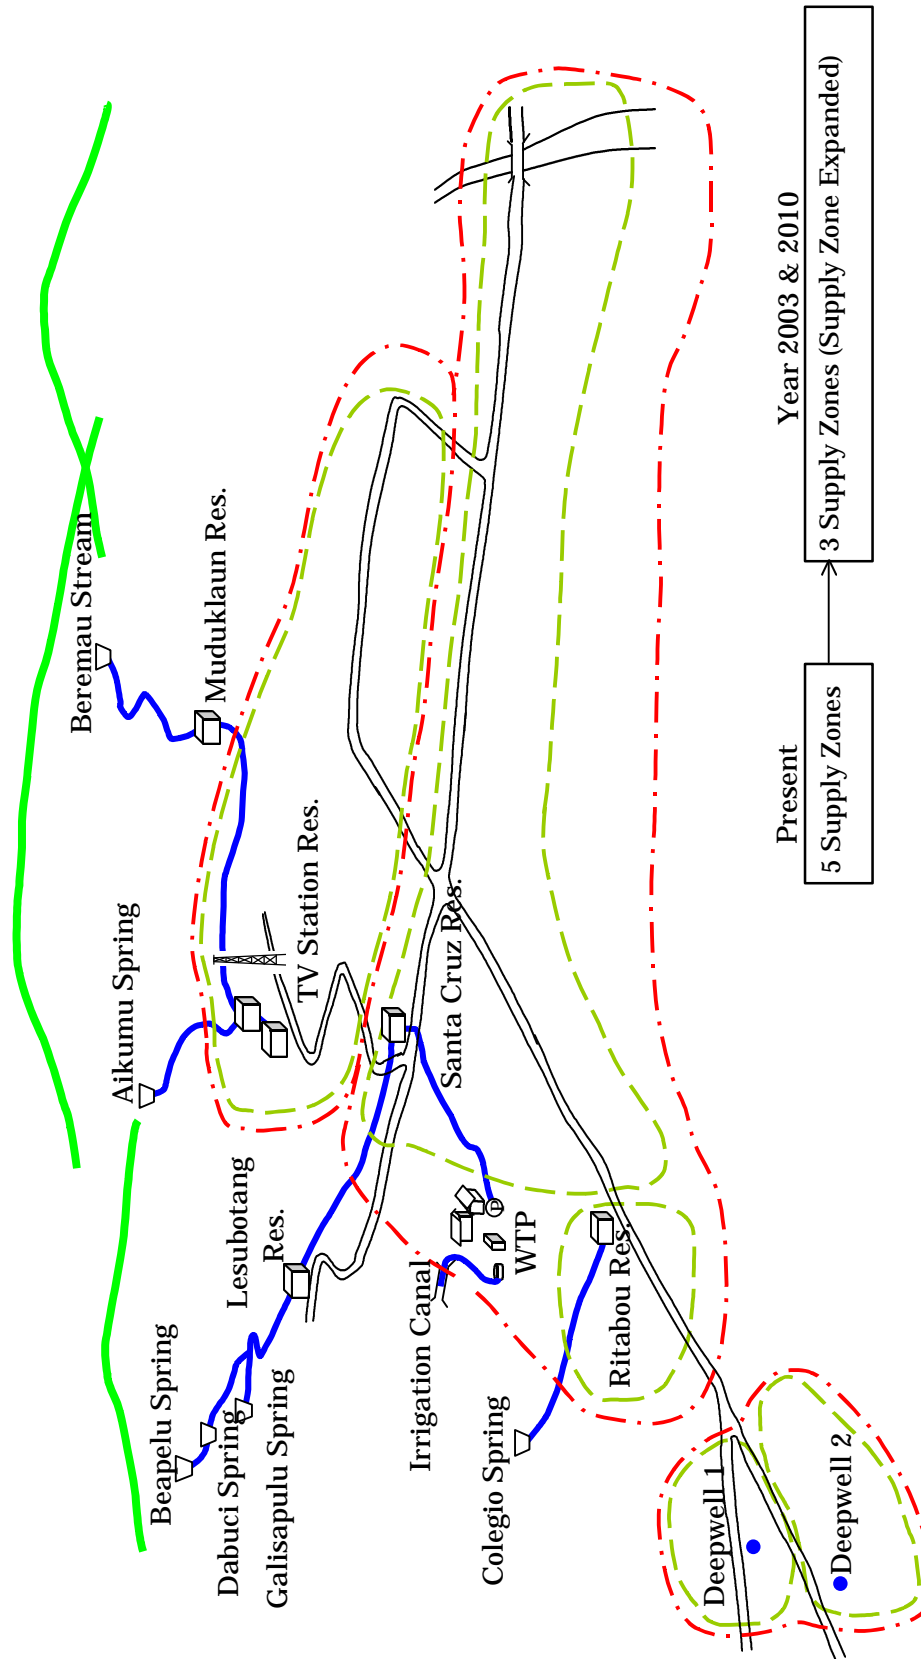 Beremau Stream
Muduklaun Res.
Aikumu Spring
TV Station Res.
Santa Cruz Res.
Lesubotang
Res.
Beapelu Spring
Dabuci Spring
Galisapulu Spring
Irrigation Canal
P
WTP
Colegio Spring
Ritabou Res.
Deepwell 1
Deepwell 2
Present
5 Supply Zones
Year 2003 & 2010
3 Supply Zones (Supply Zone Expanded)